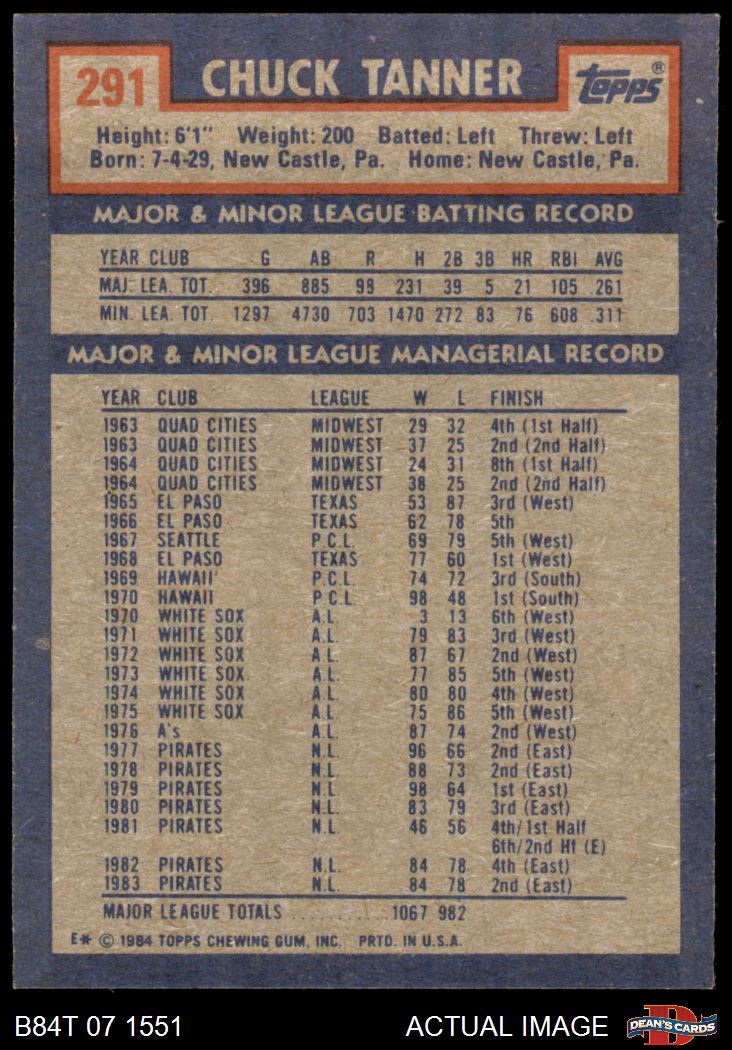 291 CHUCK TANNER Topps®
Height: 6'1" Weight: 200 Batted: Left Threw: Left
Born: 7-4-29, New Castle, Pa. Home: New Castle, Pa.
MAJOR & MINOR LEAGUE BATTING RECORD
YEAR CLUB G AB R H 2B 3B HR RBI AVG
MAJ. LEA. TOT. 396 885 99 231 39 5 21 105 .261
MIN. LEA. TOT. 1297 4730 703 1470 272 83 76 608 .311
MAJOR & MINOR LEAGUE MANAGERIAL RECORD
YEAR CLUB LEAGUE W L FINISH
1963 QUAD CITIES MIDWEST 29 32 4th (1st Half)
1963 QUAD CITIES MIDWEST 37 25 2nd (2nd Half)
1964 QUAD CITIES MIDWEST 24 31 8th (1st Half)
1964 QUAD CITIES MIDWEST 38 25 2nd (2nd Half)
1965 EL PASO TEXAS 53 87 3rd (West)
1966 EL PASO TEXAS 62 78 5th
1967 SEATTLE P.C.L. 69 79 5th (West)
1968 EL PASO TEXAS 77 60 1st (West)
1969 HAWAII P.C.L. 74 72 3rd (South)
1970 HAWAII P.C.L. 98 48 1st (South)
1970 WHITE SOX A.L. 3 13 6th (West)
1971 WHITE SOX A.L. 79 83 3rd (West)
1972 WHITE SOX A.L. 87 67 2nd (West)
1973 WHITE SOX A.L. 77 85 5th (West)
1974 WHITE SOX A.L. 80 80 4th (West)
1975 WHITE SOX A.L. 75 86 5th (West)
1976 A's A.L. 87 74 2nd (West)
1977 PIRATES N.L. 96 66 2nd (East)
1978 PIRATES N.L. 88 73 2nd (East)
1979 PIRATES N.L. 98 64 1st (East)
1980 PIRATES N.L. 83 79 3rd (East)
1981 PIRATES N.L. 46 56 4th/1st Half
6th/2nd Hf (E)
1982 PIRATES N.L. 84 78 4th (East)
1983 PIRATES N.L. 84 78 2nd (East)
MAJOR LEAGUE TOTALS ............ 1067 982
E* © 1984 TOPPS CHEWING GUM, INC. PRTD. IN U.S.A.
B84T 07 1551 ACTUAL IMAGE D DEAN'S CARDS